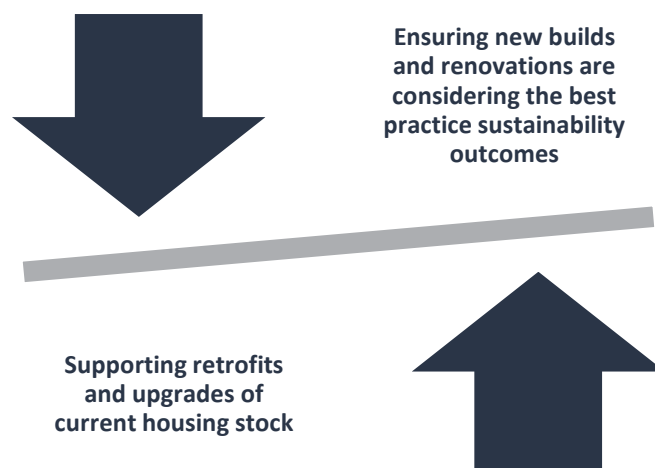 Ensuring new builds
and renovations are
considering the best
practice sustainability
outcomes
Supporting retrofits
and upgrades of
current housing stock